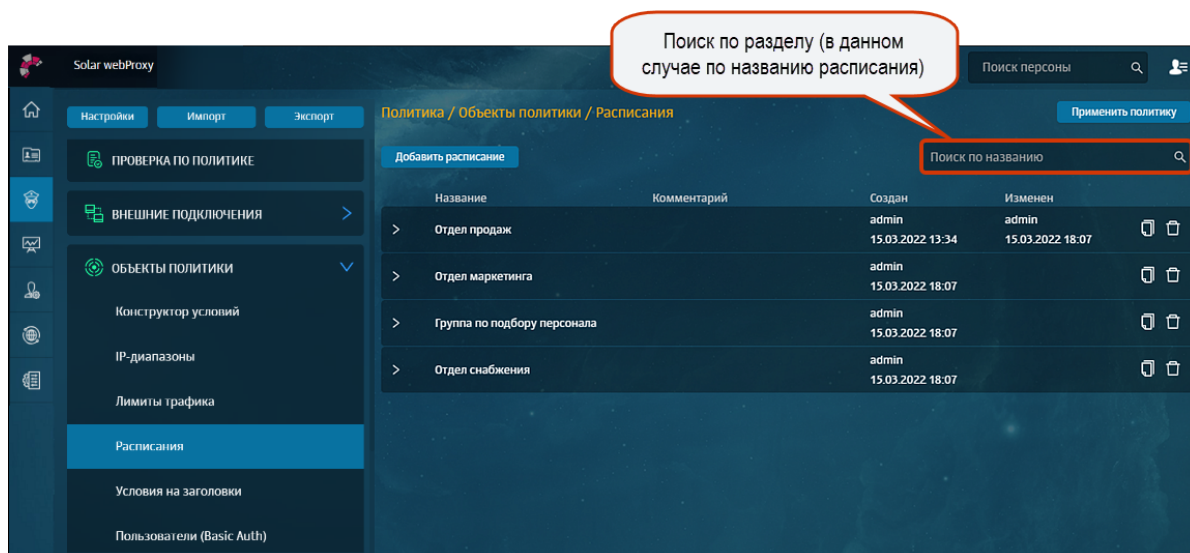 Поиск по разделу (в данном
случае по названию расписания)
Solar webProxy
Поиск персоны
Настройки
Импорт
Экспорт
Политика / Объекты политики / Расписания
Применить политику
ПРОВЕРКА ПО ПОЛИТИКЕ
Добавить расписание
Поиск по названию
ВНЕШНИЕ ПОДКЛЮЧЕНИЯ
ОБЪЕКТЫ ПОЛИТИКИ
Конструктор условий
IP-диапазоны
Лимиты трафика
Расписания
Условия на заголовки
Пользователи (Basic Auth)
Название Комментарий Создан Изменен
Отдел продаж admin 15.03.2022 13:34 admin 15.03.2022 18:07
Отдел маркетинга admin 15.03.2022 18:07
Группа по подбору персонала admin 15.03.2022 18:07
Отдел снабжения admin 15.03.2022 18:07